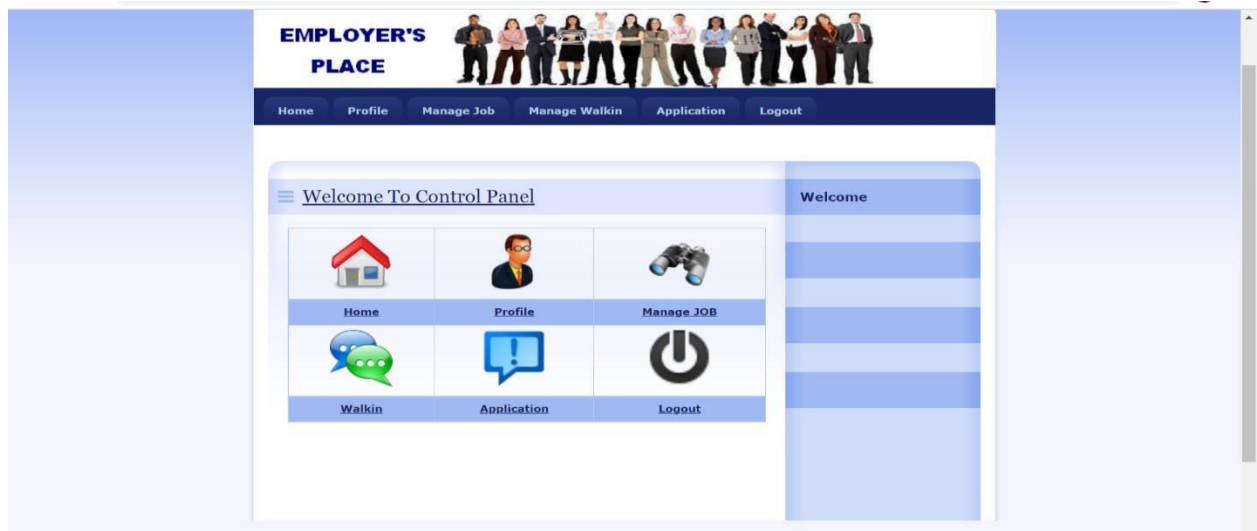 EMPLOYER'S
PLACE
Home Profile Manage Job Manage Walkin Application Logout
Welcome To Control Panel
Welcome
Home Profile Manage JOB
Walkin Application Logout